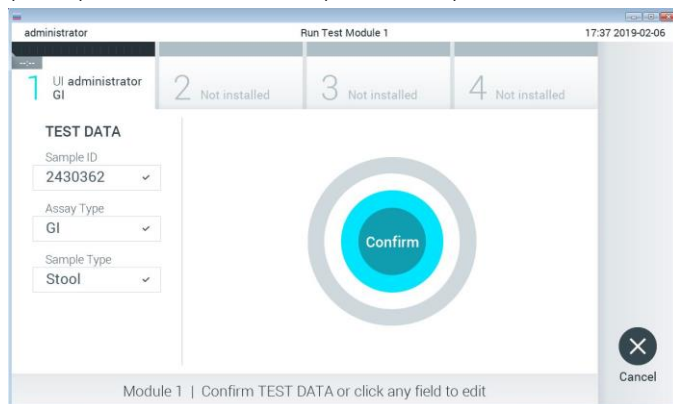 administrator Run Test Module 1 17:37 2019-02-06
--:--
1 UI administrator
GI
2 Not installed
3 Not installed
4 Not installed
TEST DATA
Sample ID
2430362
Assay Type
GI
Sample Type
Stool
Confirm
Cancel
Module 1 | Confirm TEST DATA or click any field to edit